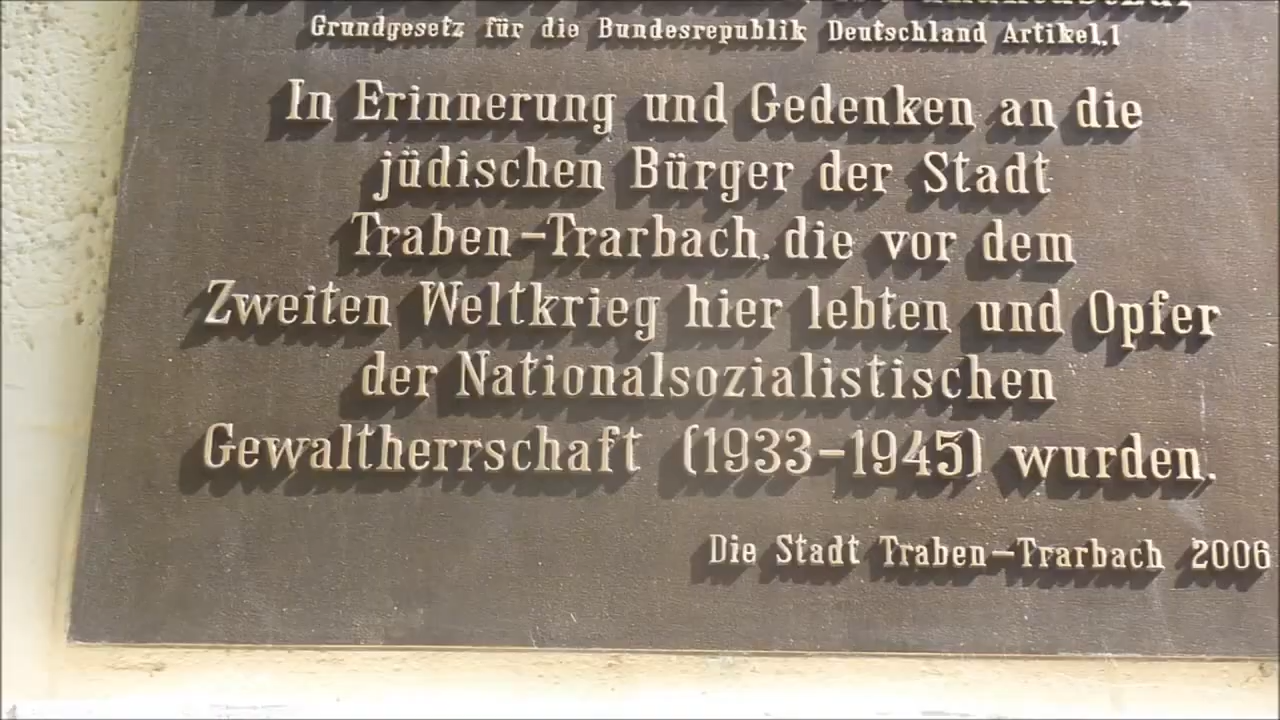 Grundgesetz für die Bundesrepublik Deutschland Artikel.1
In Erinnerung und Gedenken an die
jüdischen Bürger der Stadt
Traben-Trarbach, die vor dem
Zweiten Weltkrieg hier lebten und Opfer
der Nationalsozialistischen
Gewaltherrschaft (1933-1945) wurden.
Die Stadt Traben-Trarbach 2006